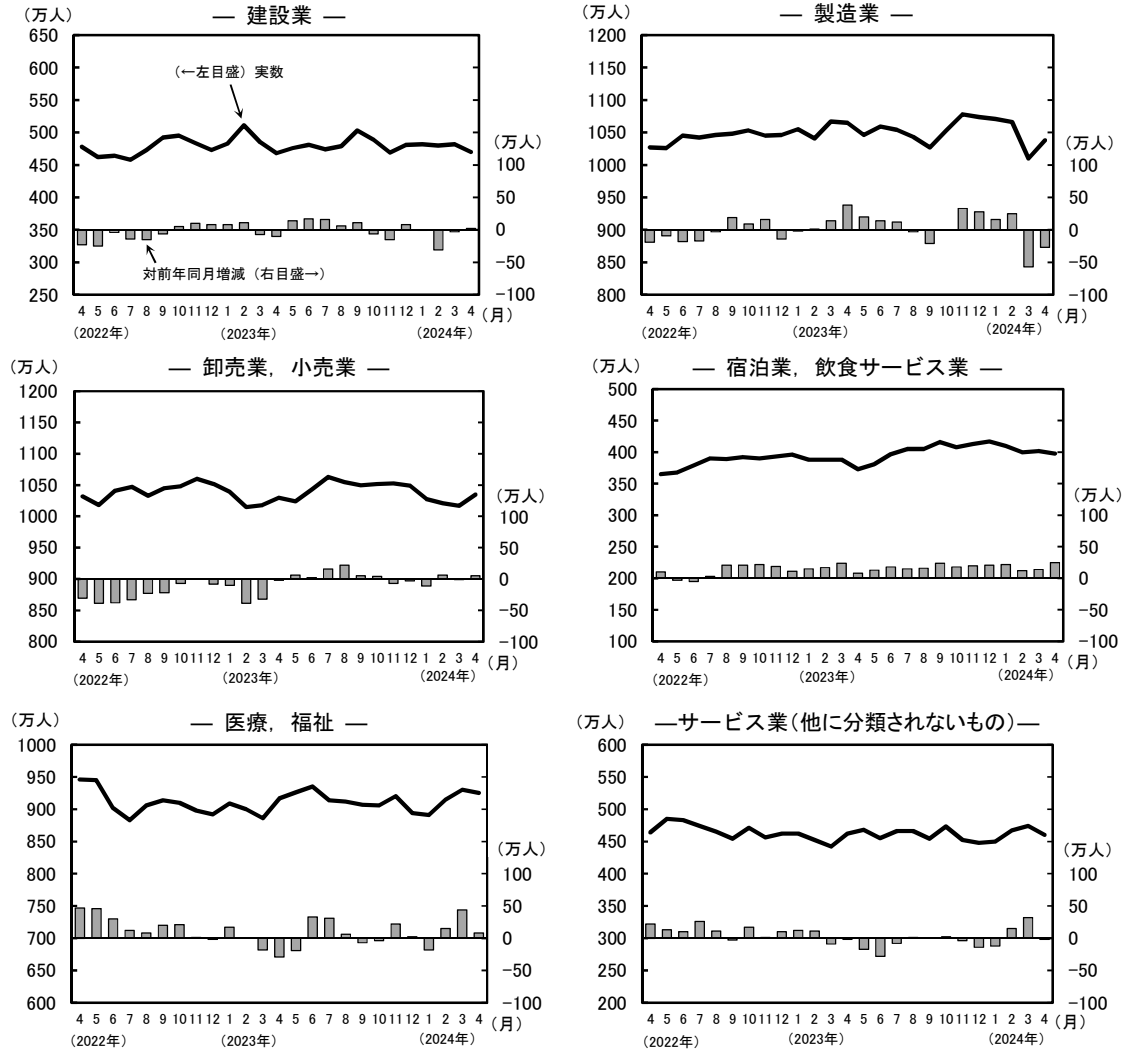 (万人)
― 建設業 ―
650
600
550
500
450
400
350
300
250
(←左目盛) 実数
対前年同月増減 (右目盛→)
(万人)
100
50
0
−50
−100
4 5 6 7 8 9 10 11 12 1 2 3 4 5 6 7 8 9 10 11 12 1 2 3 4 (月)
(2022年) (2023年) (2024年)
(万人)
― 製造業 ―
1200
1150
1100
1050
1000
950
900
850
800
(万人)
100
50
0
−50
−100
4 5 6 7 8 9 10 11 12 1 2 3 4 5 6 7 8 9 10 11 12 1 2 3 4 (月)
(2022年) (2023年) (2024年)
(万人)
― 卸売業, 小売業 ―
1200
1150
1100
1050
1000
950
900
850
800
(万人)
100
50
0
−50
−100
4 5 6 7 8 9 10 11 12 1 2 3 4 5 6 7 8 9 10 11 12 1 2 3 4 (月)
(2022年) (2023年) (2024年)
(万人)
― 宿泊業, 飲食サービス業 ―
500
450
400
350
300
250
200
150
100
(万人)
100
50
0
−50
−100
4 5 6 7 8 9 10 11 12 1 2 3 4 5 6 7 8 9 10 11 12 1 2 3 4 (月)
(2022年) (2023年) (2024年)
(万人)
― 医療, 福祉 ―
1000
950
900
850
800
750
700
650
600
(万人)
100
50
0
−50
−100
4 5 6 7 8 9 10 11 12 1 2 3 4 5 6 7 8 9 10 11 12 1 2 3 4 (月)
(2022年) (2023年) (2024年)
(万人)
―サービス業(他に分類されないもの)―
600
550
500
450
400
350
300
250
200
(万人)
100
50
0
−50
−100
4 5 6 7 8 9 10 11 12 1 2 3 4 5 6 7 8 9 10 11 12 1 2 3 4 (月)
(2022年) (2023年) (2024年)